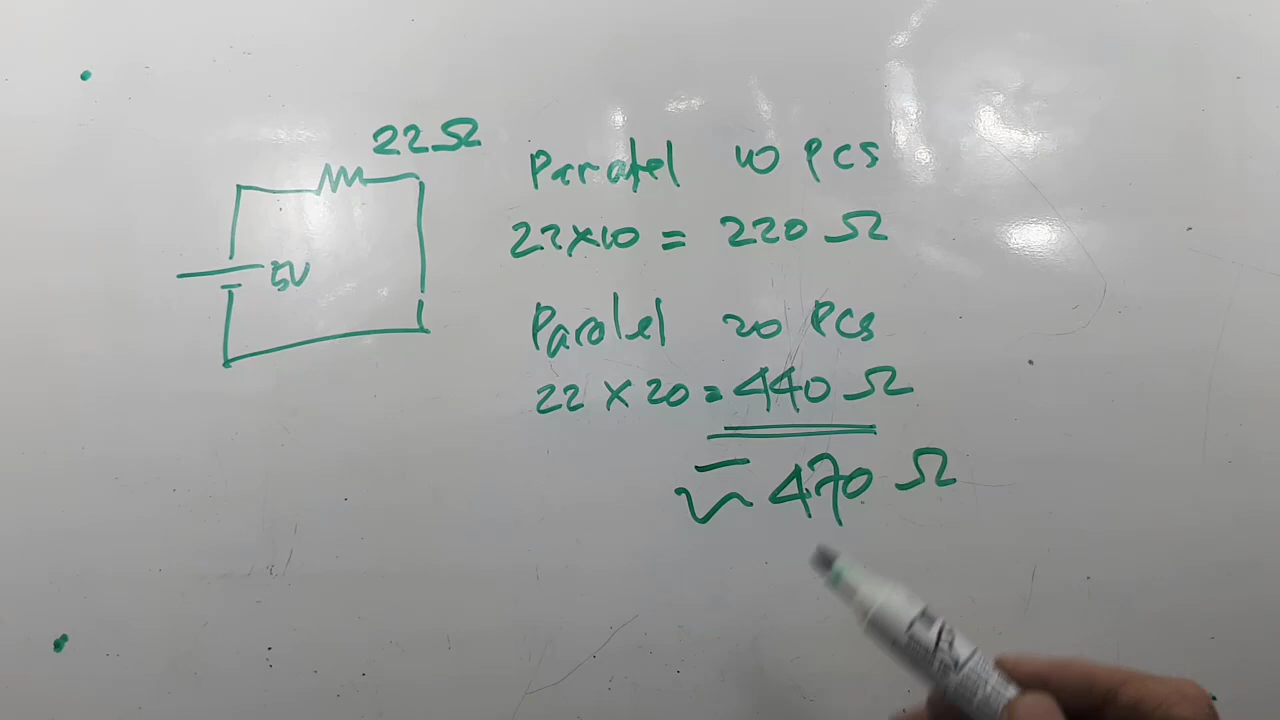 22Ω
5V
Paralel 10 Pcs
22×10 = 220 Ω
Paralel 20 Pcs
22 × 20 = 440 Ω
≈ 470 Ω